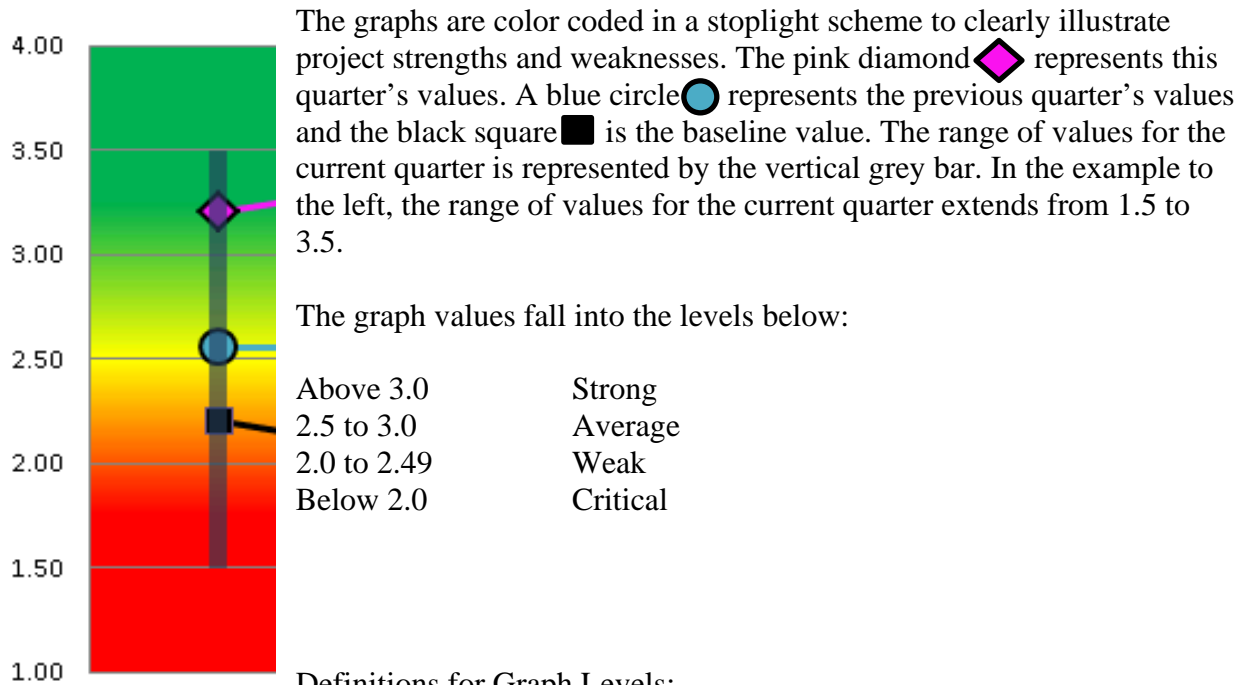 The graphs are color coded in a stoplight scheme to clearly illustrate
project strengths and weaknesses. The pink diamond represents this
quarter's values. A blue circle represents the previous quarter's values
and the black square is the baseline value. The range of values for the
current quarter is represented by the vertical grey bar. In the example to
the left, the range of values for the current quarter extends from 1.5 to
3.5.
The graph values fall into the levels below:
Above 3.0 Strong
2.5 to 3.0 Average
2.0 to 2.49 Weak
Below 2.0 Critical
Definitions for Graph Levels:
4.00
3.50
3.00
2.50
2.00
1.50
1.00